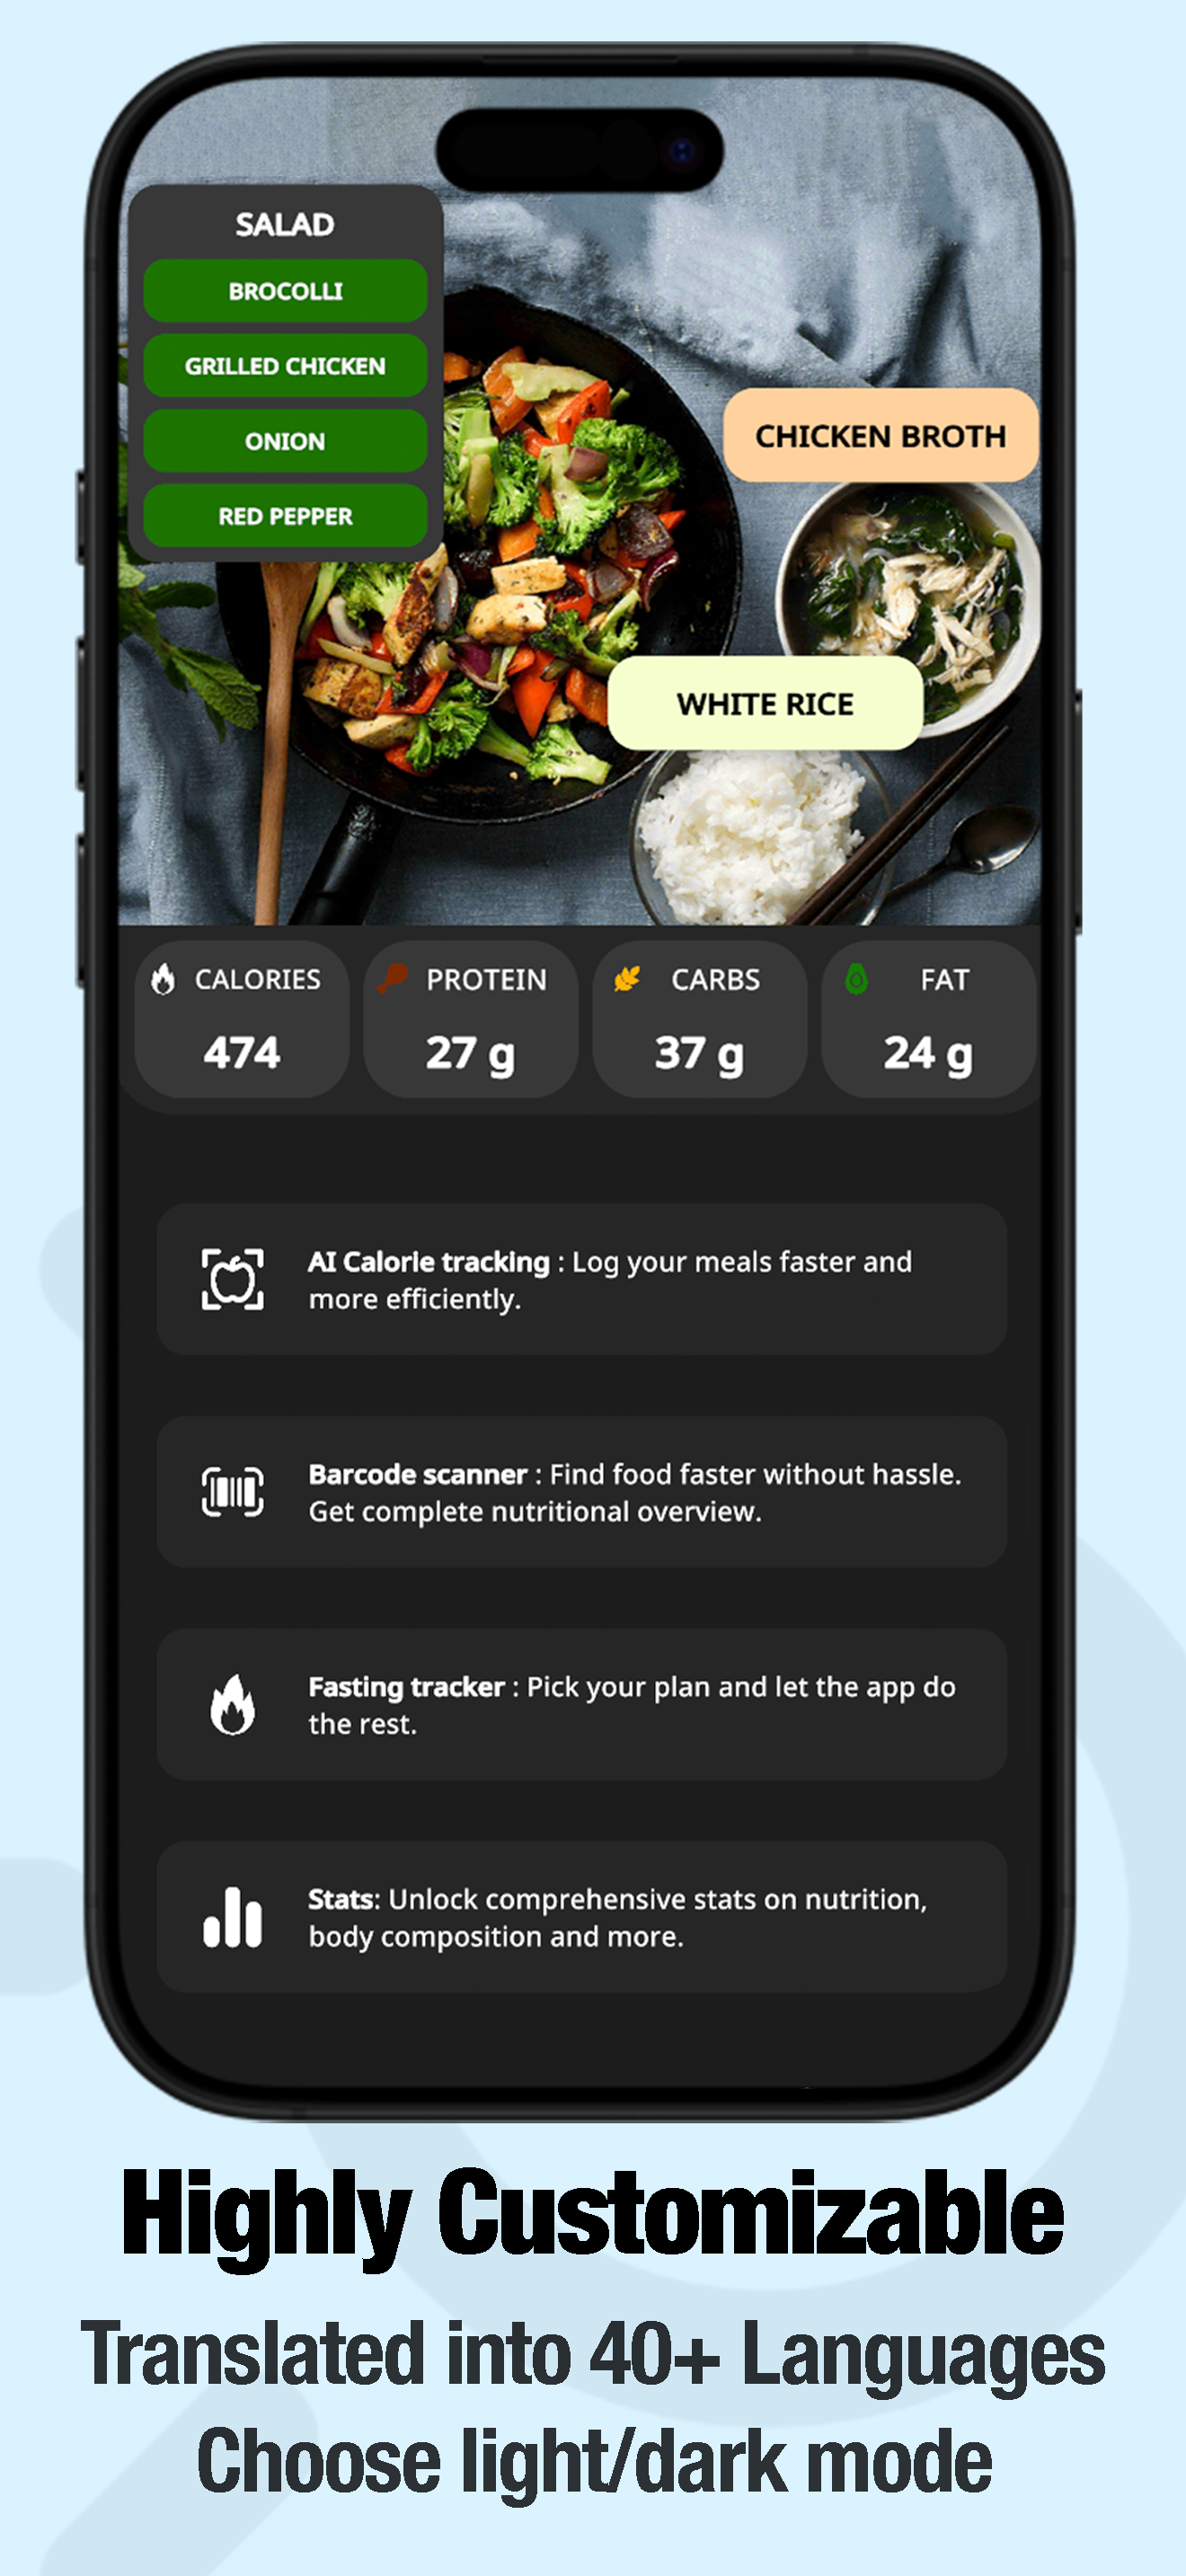 SALAD
BROCOLLI
GRILLED CHICKEN
ONION
RED PEPPER
CHICKEN BROTH
WHITE RICE
CALORIES
474
PROTEIN
27 g
CARBS
37 g
FAT
24 g
AI Calorie tracking : Log your meals faster and
more efficiently.
Barcode scanner : Find food faster without hassle.
Get complete nutritional overview.
Fasting tracker : Pick your plan and let the app do
the rest.
Stats: Unlock comprehensive stats on nutrition,
body composition and more.
Highly Customizable
Translated into 40+ Languages
Choose light/dark mode